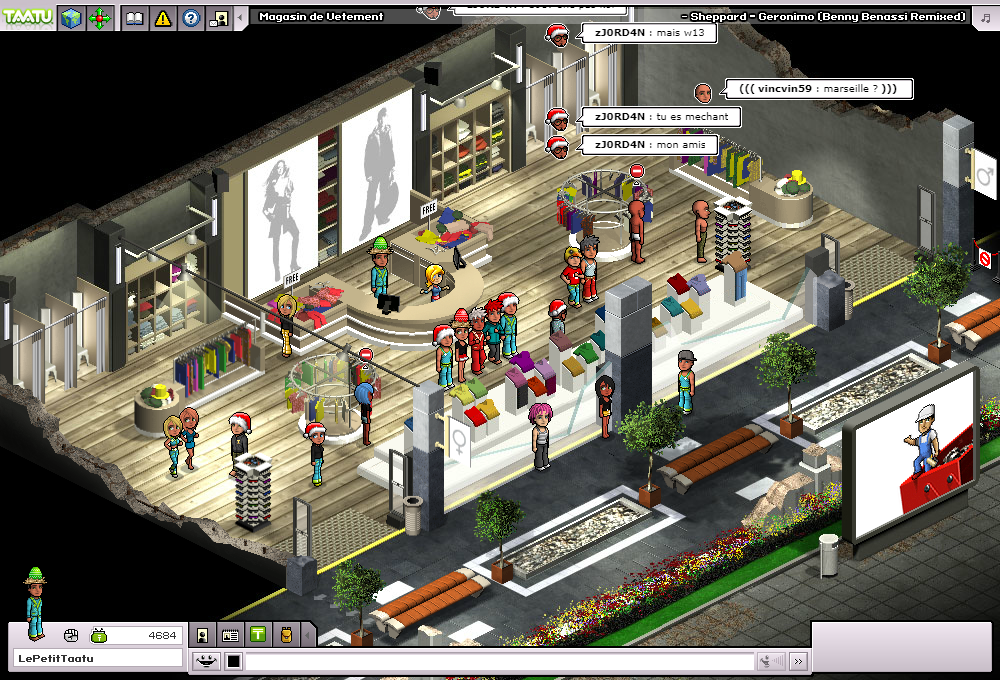 TAATU
Magasin de Vetement
- Sheppard - Geronimo (Benny Benassi Remixed)
zJ0RD4N : mais w13
((( vincvin59 : marseille ? )))
zJ0RD4N : tu es mechant
zJ0RD4N : mon amis
FREE
FREE
4684
T
LePetitTaatu
>>